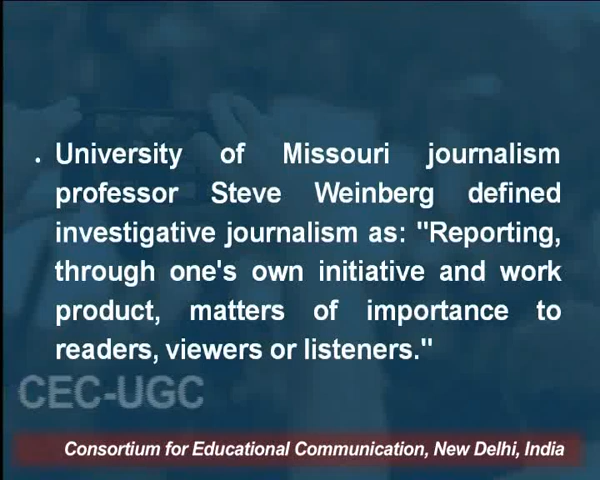 • University of Missouri journalism
professor Steve Weinberg defined
investigative journalism as: "Reporting,
through one's own initiative and work
product, matters of importance to
readers, viewers or listeners."
CEC-UGC
Consortium for Educational Communication, New Delhi, India